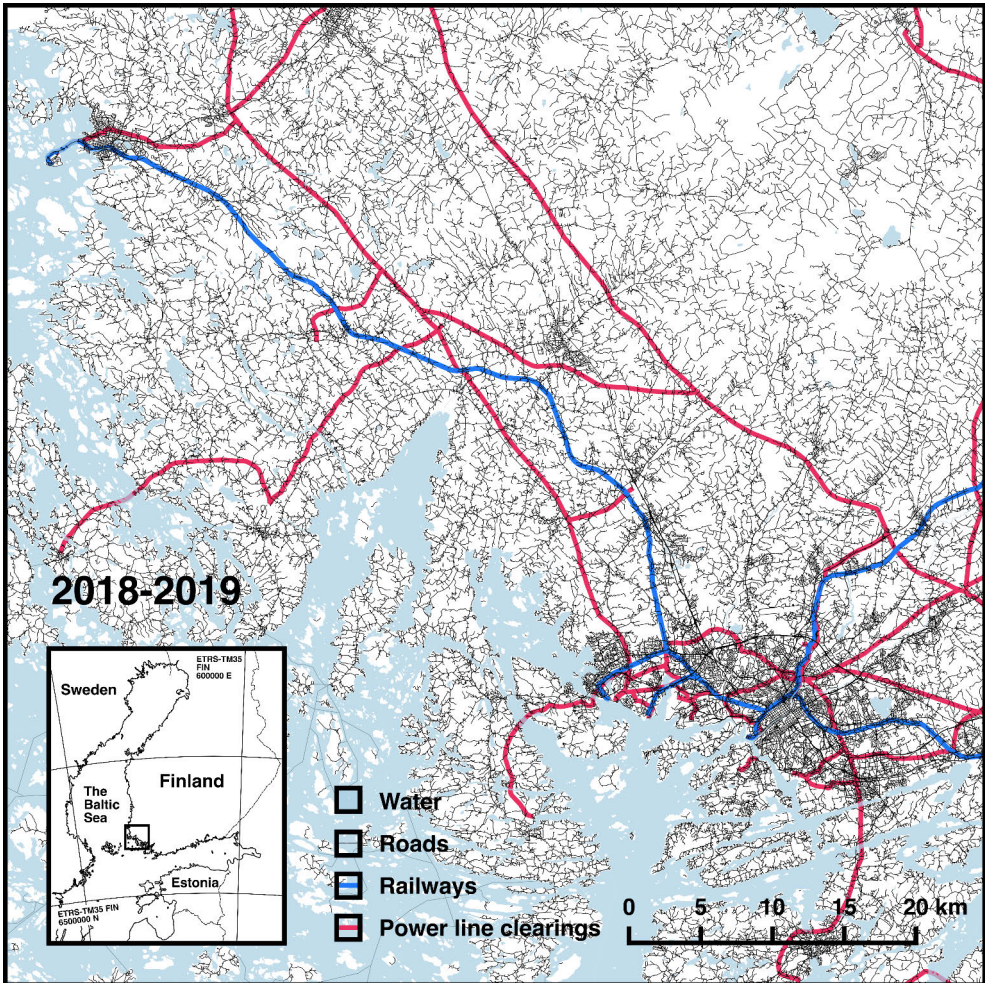 2018-2019
ETRS-TM35
FIN
600000 E
Sweden
Finland
The
Baltic
Sea
Estonia
ETRS-TM35 FIN
6500000 N
Water
Roads
Railways
Power line clearings
0 5 10 15 20 km